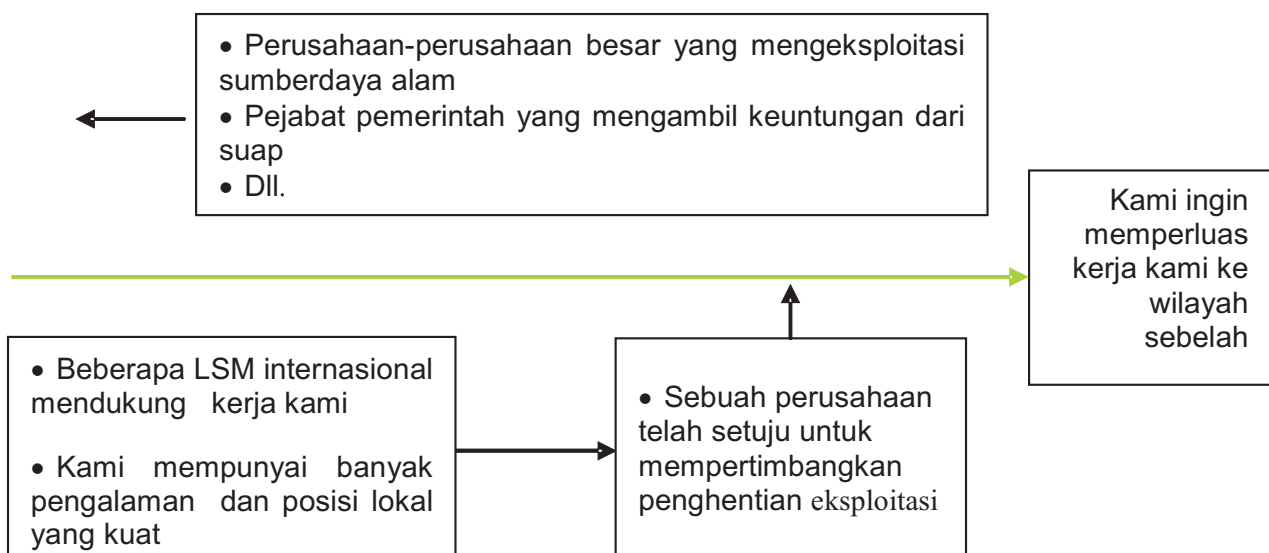 • Perusahaan-perusahaan besar yang mengeksploitasi
sumberdaya alam
• Pejabat pemerintah yang mengambil keuntungan dari
suap
• Dll.
Kami ingin
memperluas
kerja kami ke
wilayah
sebelah
• Beberapa LSM internasional
mendukung kerja kami
• Kami mempunyai banyak
pengalaman dan posisi lokal
yang kuat
• Sebuah perusahaan
telah setuju untuk
mempertimbangkan
penghentian eksploitasi